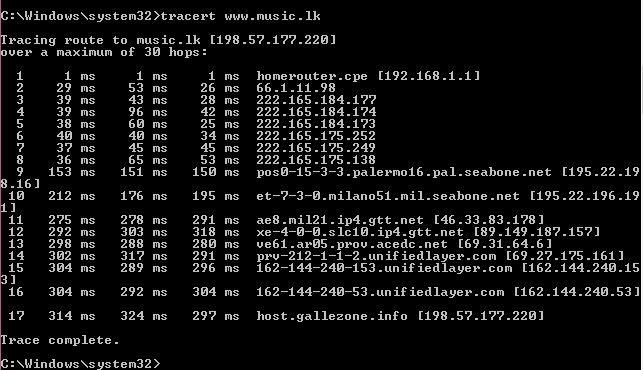 C:\Windows\system32>tracert www.music.lk
Tracing route to music.lk [198.57.177.220]
over a maximum of 30 hops:
1 1 ms 1 ms 1 ms homerouter.cpe [192.168.1.1]
2 29 ms 53 ms 26 ms 66.1.11.98
3 39 ms 43 ms 28 ms 222.165.184.177
4 39 ms 96 ms 42 ms 222.165.184.174
5 38 ms 60 ms 25 ms 222.165.184.173
6 40 ms 40 ms 34 ms 222.165.175.252
7 37 ms 45 ms 45 ms 222.165.175.249
8 36 ms 65 ms 53 ms 222.165.175.138
9 153 ms 151 ms 150 ms pos0-15-3-3.palermo16.pal.seabone.net [195.22.19
8.16]
10 212 ms 176 ms 195 ms et-7-3-0.milano51.mil.seabone.net [195.22.196.1
1]
11 275 ms 278 ms 291 ms ae8.mil21.ip4.gtt.net [46.33.83.178]
12 292 ms 303 ms 318 ms xe-4-0-0.slc10.ip4.gtt.net [89.149.187.157]
13 298 ms 288 ms 280 ms ve61.ar05.prov.acedc.net [69.31.64.6]
14 302 ms 317 ms 291 ms prv-212-1-1-2.unifiedlayer.com [69.27.175.161]
15 304 ms 289 ms 296 ms 162-144-240-153.unifiedlayer.com [162.144.240.15
3]
16 304 ms 292 ms 304 ms 162-144-240-53.unifiedlayer.com [162.144.240.53]
17 314 ms 324 ms 297 ms host.gallezone.info [198.57.177.220]
Trace complete.
C:\Windows\system32>